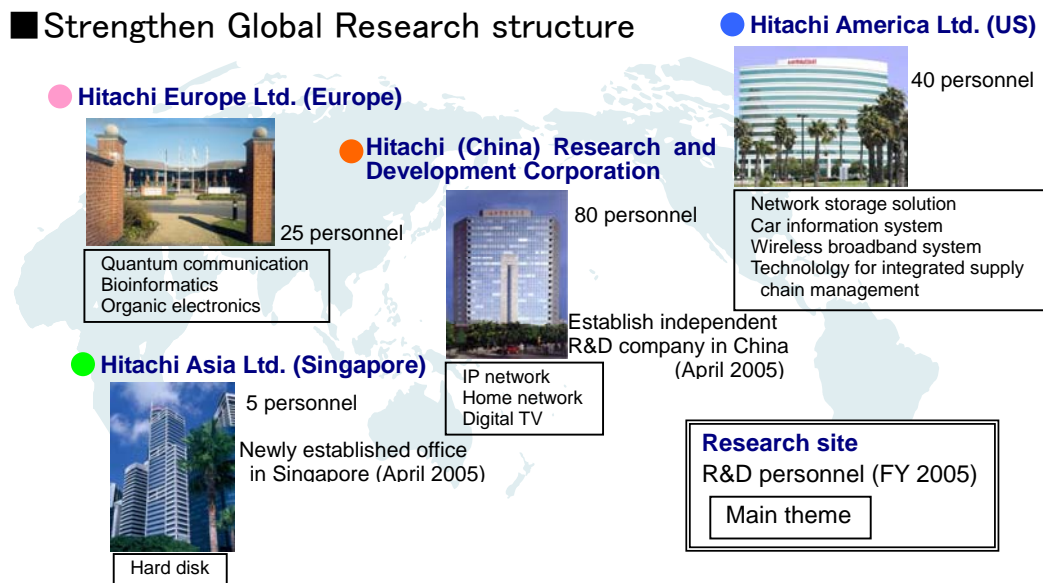 ■Strengthen Global Research structure
Hitachi America Ltd. (US)
40 personnel
Network storage solution
Car information system
Wireless broadband system
Technololgy for integrated supply
chain management
Hitachi Europe Ltd. (Europe)
25 personnel
Quantum communication
Bioinformatics
Organic electronics
Hitachi (China) Research and
Development Corporation
80 personnel
Establish independent
R&D company in China
(April 2005)
IP network
Home network
Digital TV
Hitachi Asia Ltd. (Singapore)
5 personnel
Newly established office
in Singapore (April 2005)
Hard disk
Research site
R&D personnel (FY 2005)
Main theme